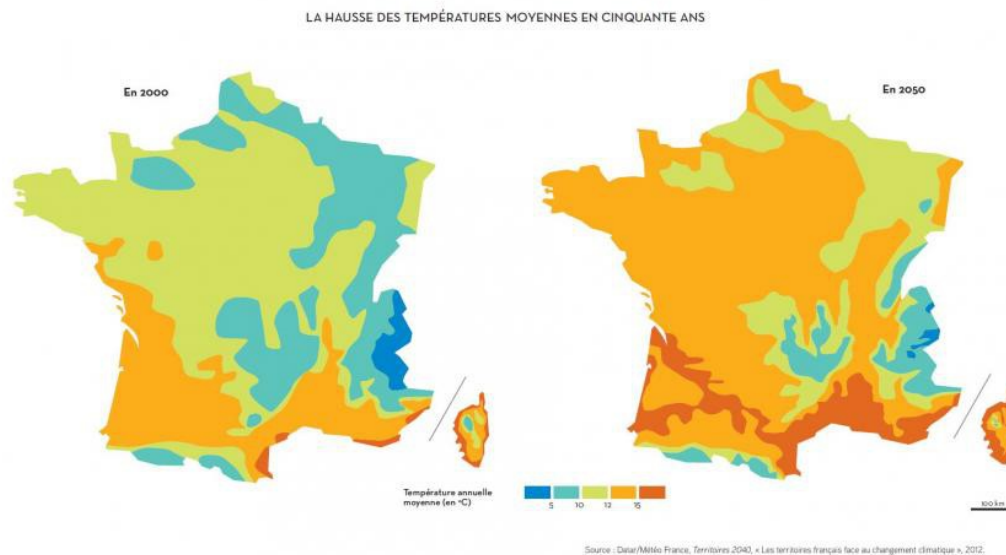 LA HAUSSE DES TEMPÉRATURES MOYENNES EN CINQUANTE ANS
En 2000
En 2050
Température annuelle
moyenne (en °C)
5 10 12 15
100 km
Source : Datar/Météo France, Territoires 2040, « Les territoires français face au changement climatique », 2012.